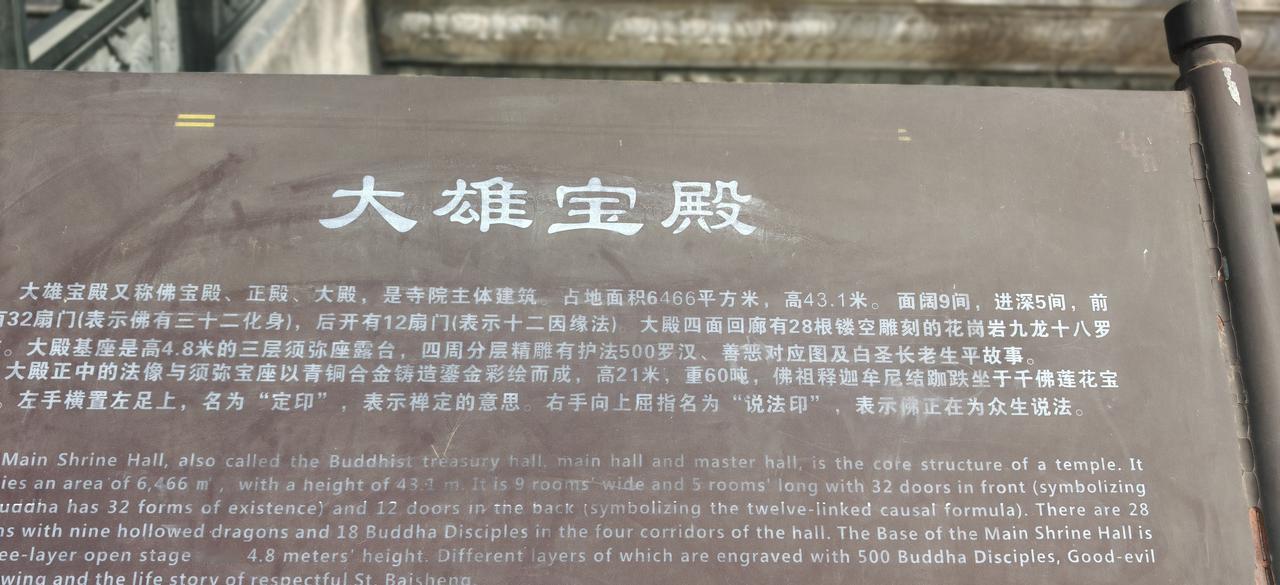 大雄宝殿
大雄宝殿又称佛宝殿、正殿、大殿，是寺院主体建筑。占地面积6466平方米，高43.1米。 面阔9间，进深5间，前
有32扇门(表示佛有三十二化身)，后开有12扇门(表示十二因缘法) 大殿四面回廊有28根镂空雕刻的花岗岩九龙十八罗
。大殿基座是高4.8米的三层须弥座露台，四周分层精雕有护法500罗汉、善恶对应图及白圣长老生平故事。
大殿正中的法像与须弥宝座以青铜合金铸造鎏金彩绘而成，高21米，重60吨，佛祖释迦牟尼结跏趺坐于千佛莲花宝
。左手横置左足上，名为“定印”，表示禅定的意思。右手向上屈指名为“说法印”，表示佛正在为众生说法。
Main Shrine Hall, also called the Buddhist treasury hall, main hall and master hall, is the core structure of a temple. It
ies an area of 6,466 ㎡, with a height of 43.1 m. It is 9 rooms' wide and 5 rooms' long with 32 doors in front (symbolizing
uddha has 32 forms of existence) and 12 doors in the back (symbolizing the twelve-linked causal formula). There are 28
ns with nine hollowed dragons and 18 Buddha Disciples in the four corridors of the hall. The Base of the Main Shrine Hall is
ee-layer open stage 4.8 meters' height. Different layers of which are engraved with 500 Buddha Disciples, Good-evil
wing and the life story of respectful St. Baisheng.